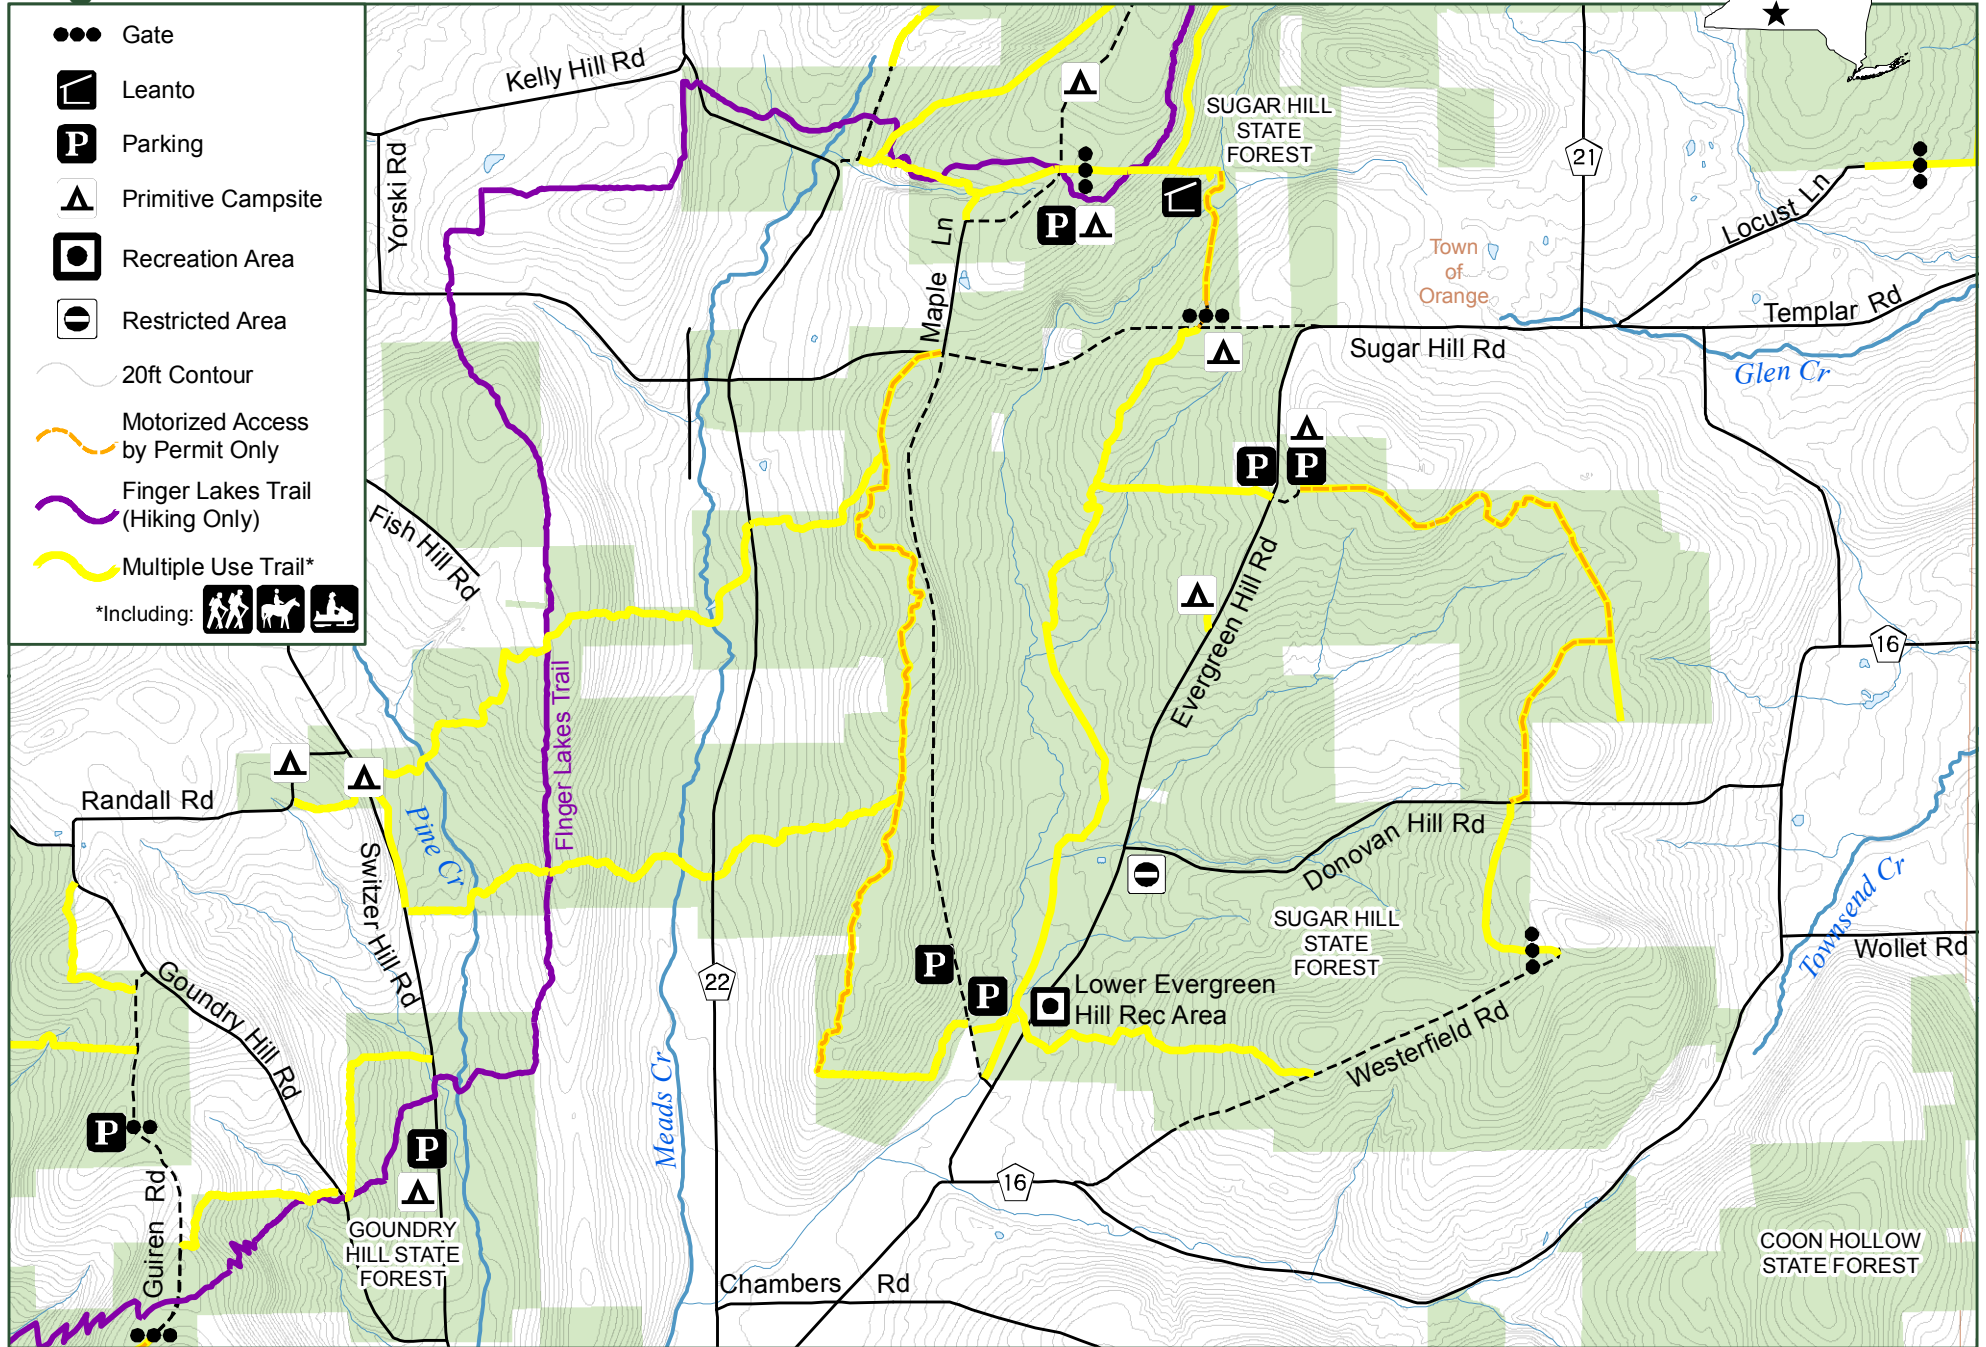 Gate
Leanto
P
Parking
Primitive Campsite
Recreation Area
Restricted Area
20ft Contour
Motorized Access
by Permit Only
Finger Lakes Trail
(Hiking Only)
Multiple Use Trail*
*Including:
Kelly Hill Rd
Yorski Rd
SUGAR HILL
STATE
FOREST
21
Locust Ln
P
Maple Ln
Town
of
Orange
Templar Rd
Sugar Hill Rd
Glen Cr
P
P
Fish Hill Rd
Evergreen Hill Rd
16
FInger Lakes Trail
Randall Rd
Pine Cr
Switzer Hill Rd
Donovan Hill Rd
SUGAR HILL
STATE
FOREST
Townsend Cr
Wollet Rd
Goundry Hill Rd
22
P
P
Lower Evergreen
Hill Rec Area
Westerfield Rd
Meads Cr
P
P
16
Guiren Rd
GOUNDRY
HILL STATE
FOREST
Chambers Rd
COON HOLLOW
STATE FOREST